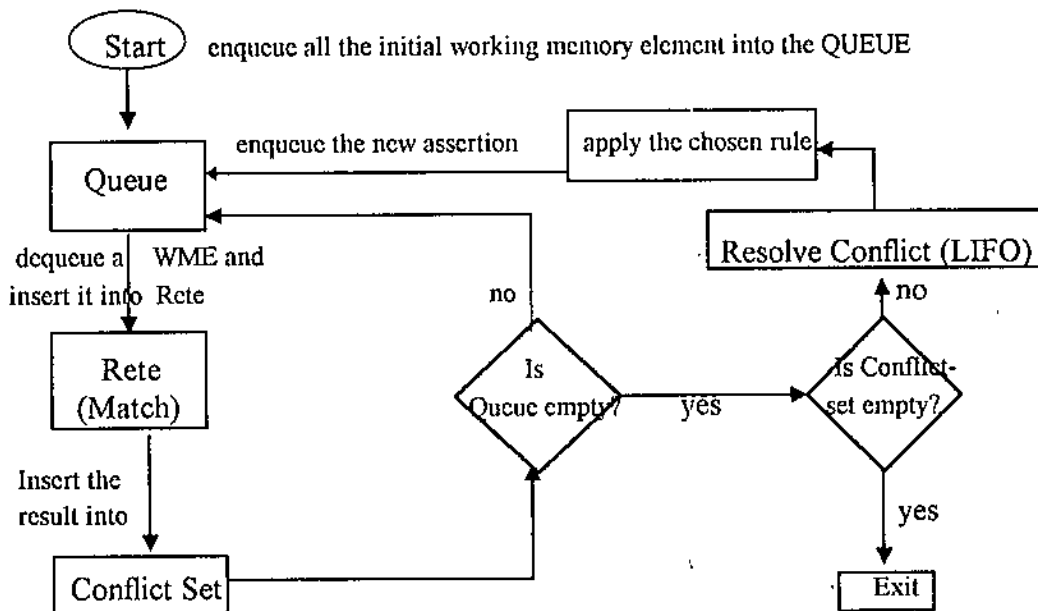 Start
enqueue all the initial working memory element into the QUEUE
enqueue the new assertion
apply the chosen rule
Queue
Resolve Conflict (LIFO)
dequeue a WME and
insert it into Rete
no
no
Rete
(Match)
Is
Queue empty?
yes
Is Conflict-
set empty?
Insert the
result into
yes
Conflict Set
Exit